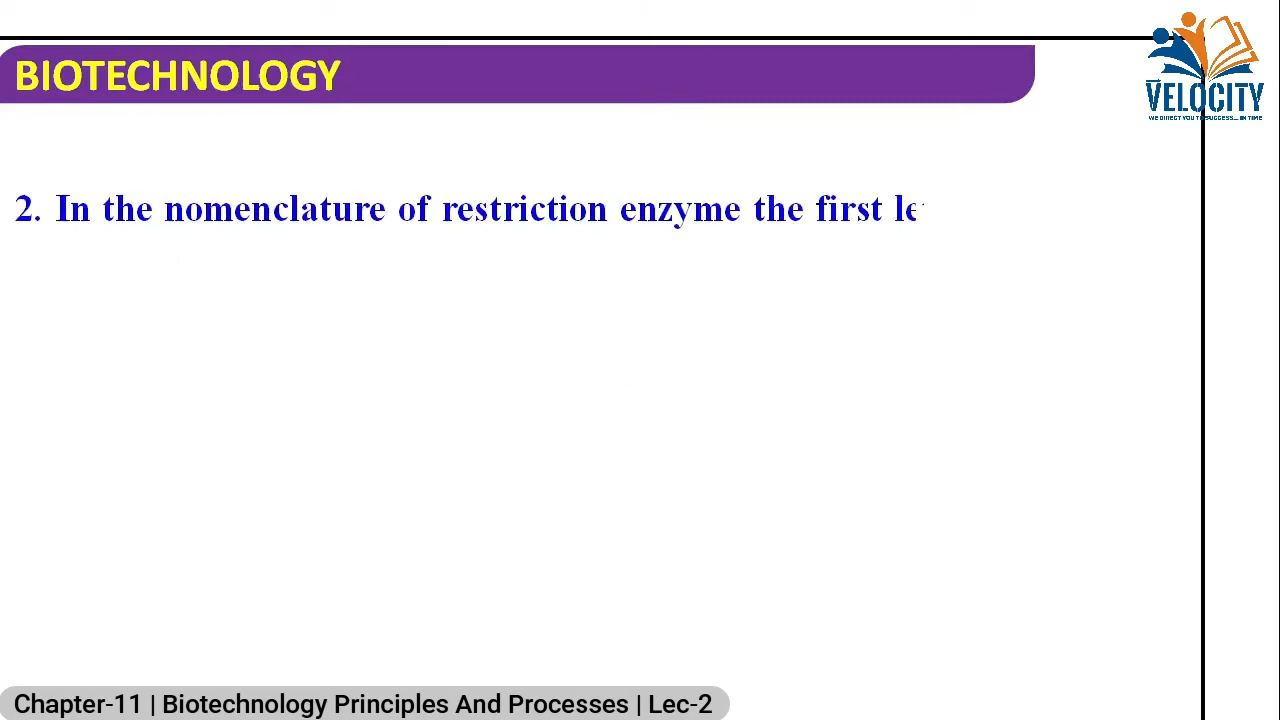 BIOTECHNOLOGY
VELOCITY
WE DIRECT YOU TO SUCCESS... IN TIME
2. In the nomenclature of restriction enzyme the first
Chapter-11 | Biotechnology Principles And Processes | Lec-2